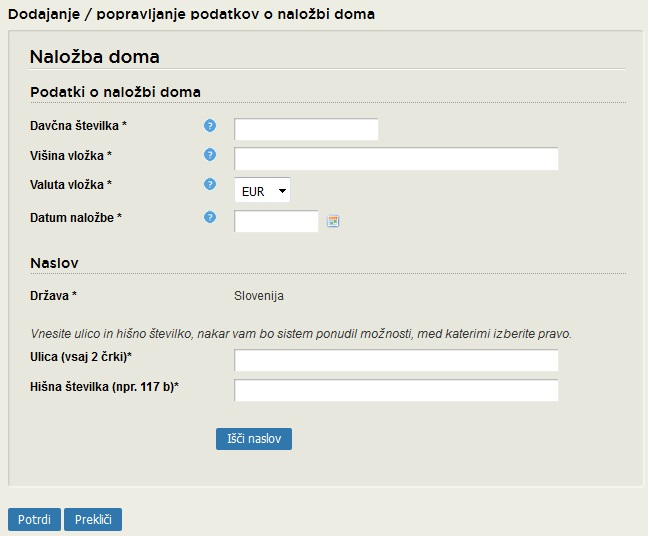 Dodajanje / popravljanje podatkov o naložbi doma
Naložba doma
Podatki o naložbi doma
Davčna številka *
Višina vložka *
Valuta vložka * EUR
Datum naložbe *
Naslov
Država * Slovenija
Vnesite ulico in hišno številko, nakar vam bo sistem ponudil možnosti, med katerimi izberite pravo.
Ulica (vsaj 2 črki)*
Hišna številka (npr. 117 b)*
Išči naslov
Potrdi Prekliči